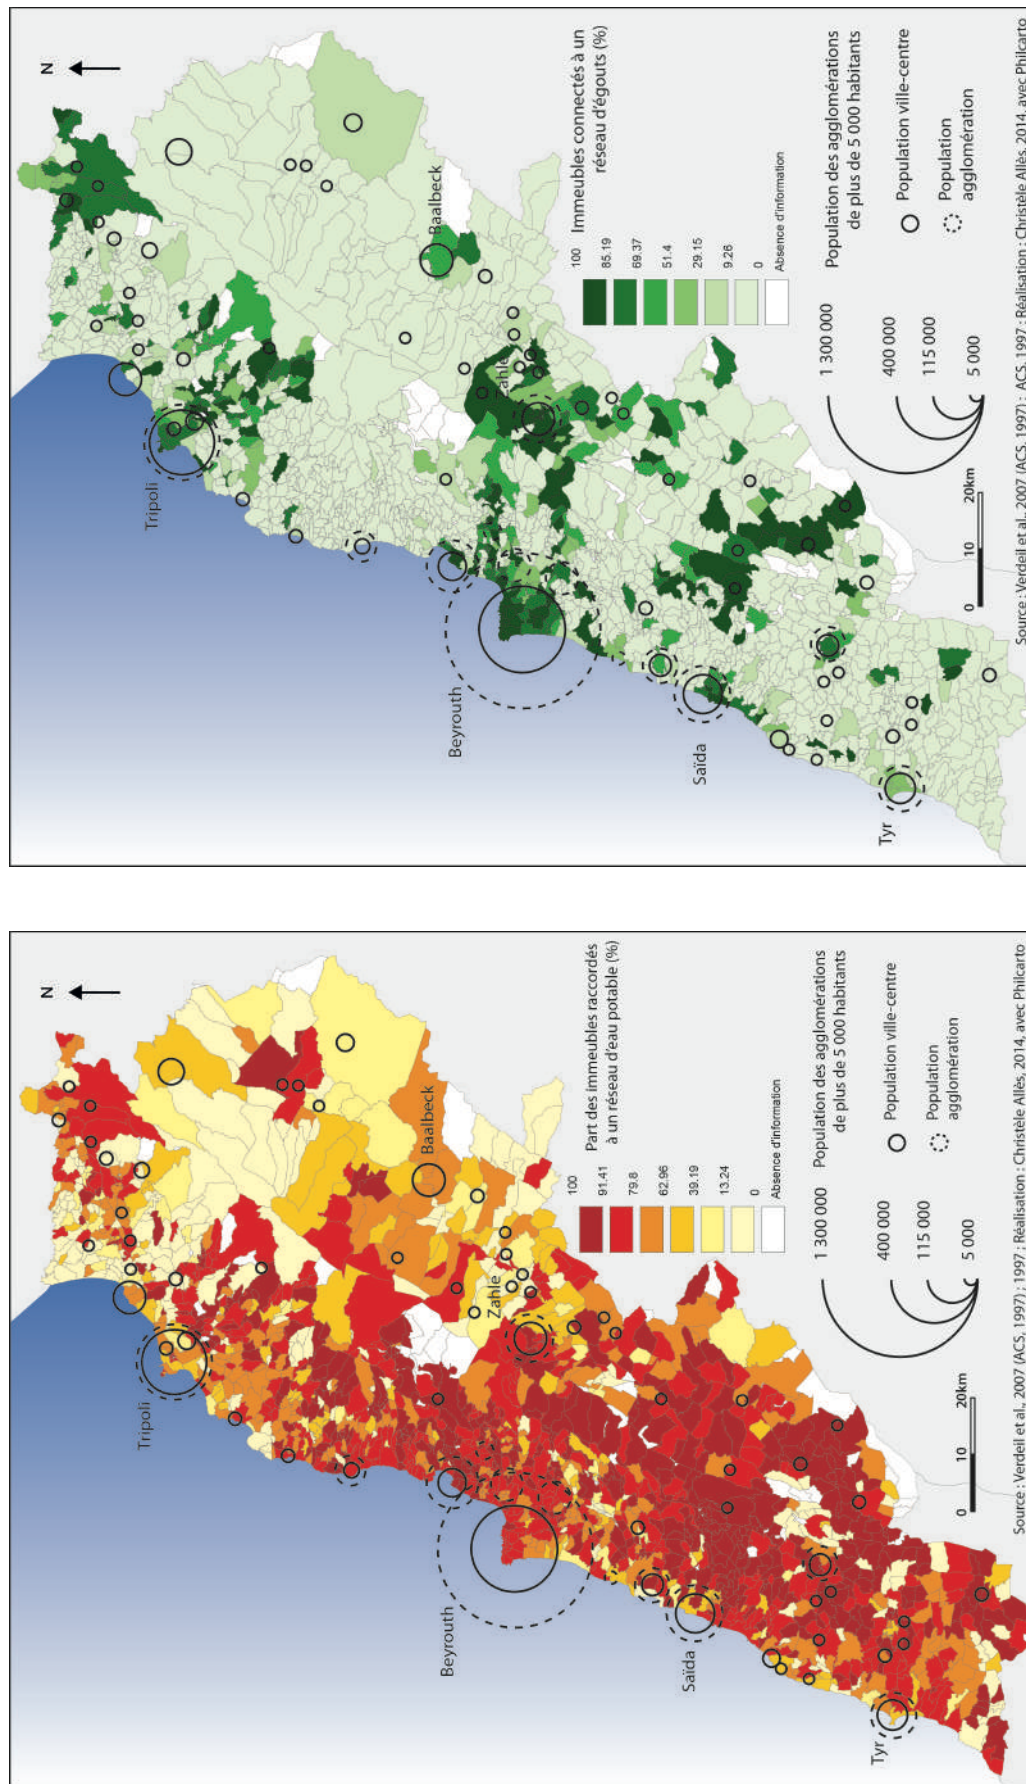 N
Tripoli
Beyrouth
Saïda
Tyr
Baalbeck
Zahle
Part des immeubles raccordés
à un réseau d'eau potable (%)
100
91.41
79.8
62.96
39.19
13.24
0
Absence d'information
Population des agglomérations
de plus de 5 000 habitants
1 300 000
400 000
115 000
5 000
Population ville-centre
Population
agglomération
0 10 20km
Source : Verdeil et al., 2007 (ACS, 1997) ; ACS, 1997 ; Réalisation : Christèle Allès, 2014, avec Philcarto
N
Tripoli
Beyrouth
Saïda
Tyr
Baalbeck
Zahle
Immeubles connectés à un
réseau d'égouts (%)
100
85.19
69.37
51.4
29.15
9.26
0
Absence d'information
Population des agglomérations
de plus de 5 000 habitants
1 300 000
400 000
115 000
5 000
Population ville-centre
Population
agglomération
0 10 20km
Source : Verdeil et al., 2007 (ACS, 1997) ; ACS, 1997 ; Réalisation : Christèle Allès, 2014, avec Philcarto